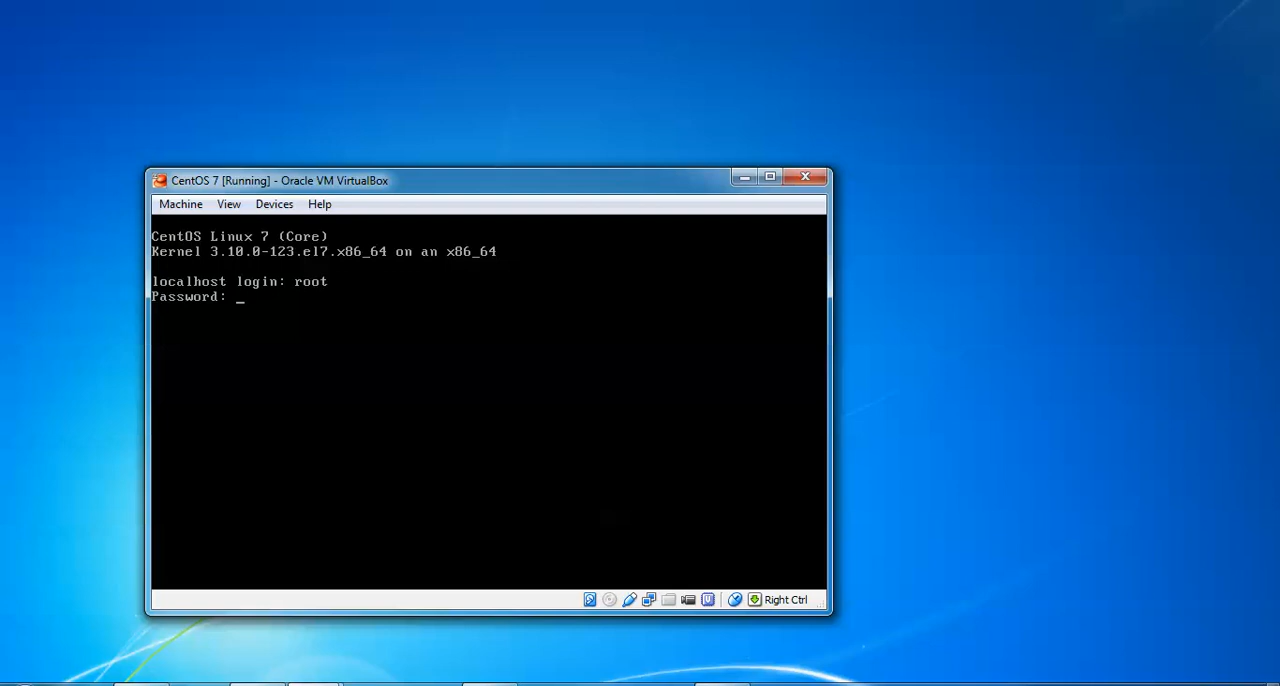 CentOS 7 [Running] - Oracle VM VirtualBox
Machine View Devices Help
CentOS Linux 7 (Core)
Kernel 3.10.0-123.el7.x86_64 on an x86_64
localhost login: root
Password: _
Right Ctrl